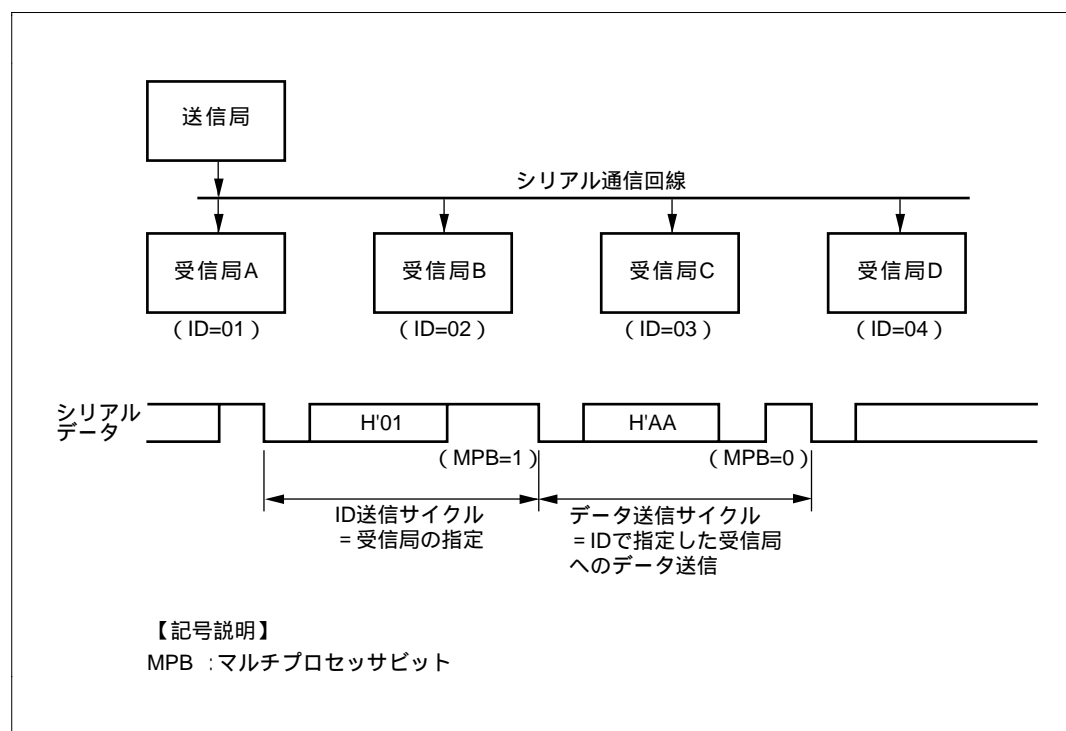 送信局
シリアル通信回線
受信局A
受信局B
受信局C
受信局D
（ID=01）
（ID=02）
（ID=03）
（ID=04）
シリアル
データ
H'01
H'AA
（MPB=1）
（MPB=0）
ID送信サイクル
=受信局の指定
データ送信サイクル
=IDで指定した受信局
へのデータ送信
【記号説明】
MPB ：マルチプロセッサビット